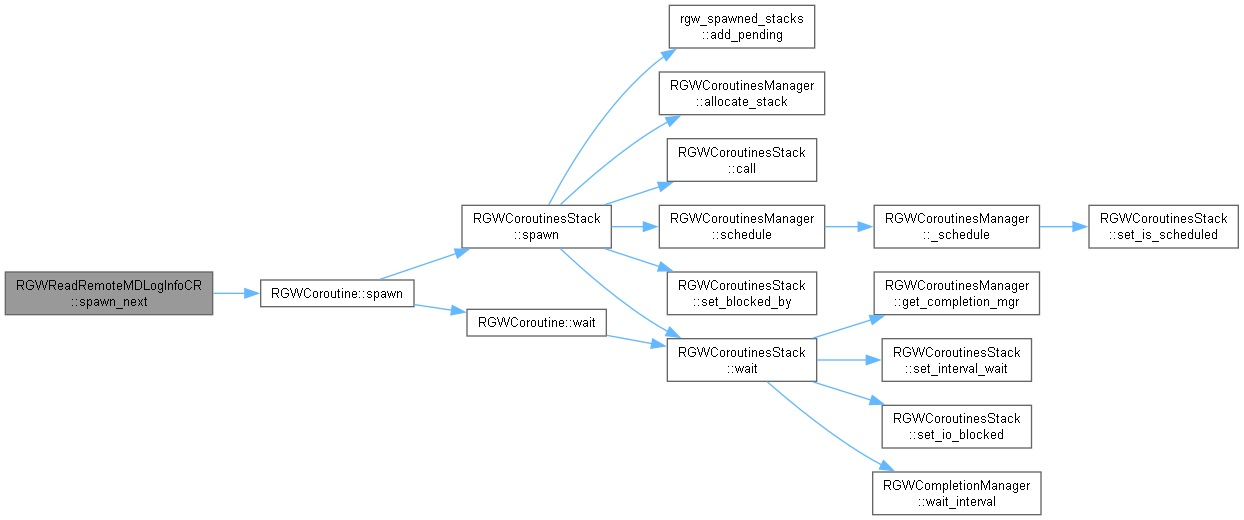 rgw_spawned_stacks
::add_pending
RGWCoroutinesManager
::allocate_stack
RGWCoroutinesStack
::call
RGWCoroutinesStack
::spawn
RGWCoroutinesManager
::schedule
RGWCoroutinesManager
::_schedule
RGWCoroutinesStack
::set_is_scheduled
RGWReadRemoteMDLogInfoCR
::spawn_next
RGWCoroutine::spawn
RGWCoroutinesStack
::set_blocked_by
RGWCoroutinesManager
::get_completion_mgr
RGWCoroutine::wait
RGWCoroutinesStack
::wait
RGWCoroutinesStack
::set_interval_wait
RGWCoroutinesStack
::set_io_blocked
RGWCompletionManager
::wait_interval